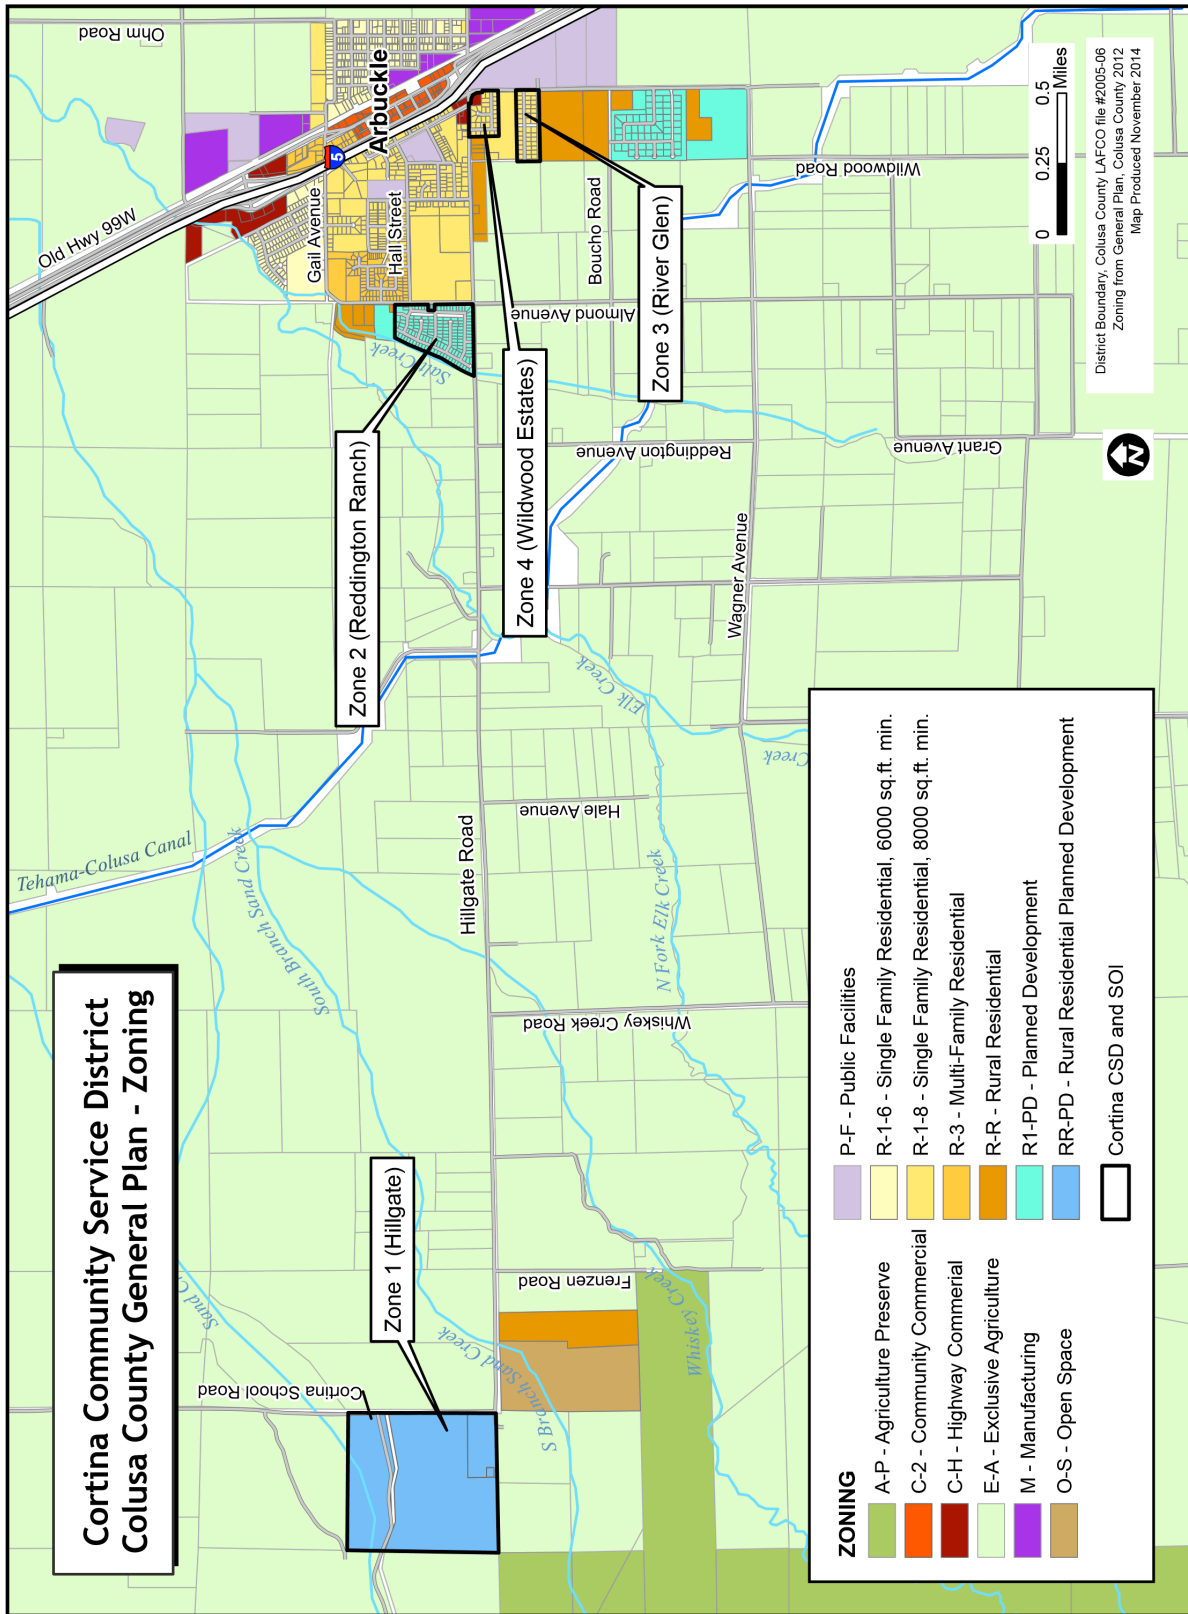 Cortina Community Service District
Colusa County General Plan - Zoning
Ohm Road
Arbuckle
5
Old Hwy 99W
Gail Avenue
Hall Street
Salt Creek
Almond Avenue
Boucho Road
Wildwood Road
Zone 2 (Reddington Ranch)
Zone 4 (Wildwood Estates)
Zone 3 (River Glen)
Reddington Avenue
Grant Avenue
Wagner Avenue
Elk Creek
Creek
Hale Avenue
Hillgate Road
Tehama-Colusa Canal
South Branch Sand Creek
N Fork Elk Creek
Whiskey Creek Road
Zone 1 (Hillgate)
Frenzen Road
Whiskey Creek
Whiskey
Sand C
S Branch Sand Creek
Sand Creek
Cortina School Road
0 0.25 0.5
Miles
District Boundary, Colusa County LAFCO file #2005-06
Zoning from General Plan, Colusa County 2012
Map Produced November 2014
N
ZONING
A-P - Agriculture Preserve
C-2 - Community Commercial
C-H - Highway Commerial
E-A - Exclusive Agriculture
M - Manufacturing
O-S - Open Space
P-F - Public Facilities
R-1-6 - Single Family Residential, 6000 sq.ft. min.
R-1-8 - Single Family Residential, 8000 sq.ft. min.
R-3 - Multi-Family Residential
R-R - Rural Residential
R1-PD - Planned Development
RR-PD - Rural Residential Planned Development
Cortina CSD and SOI